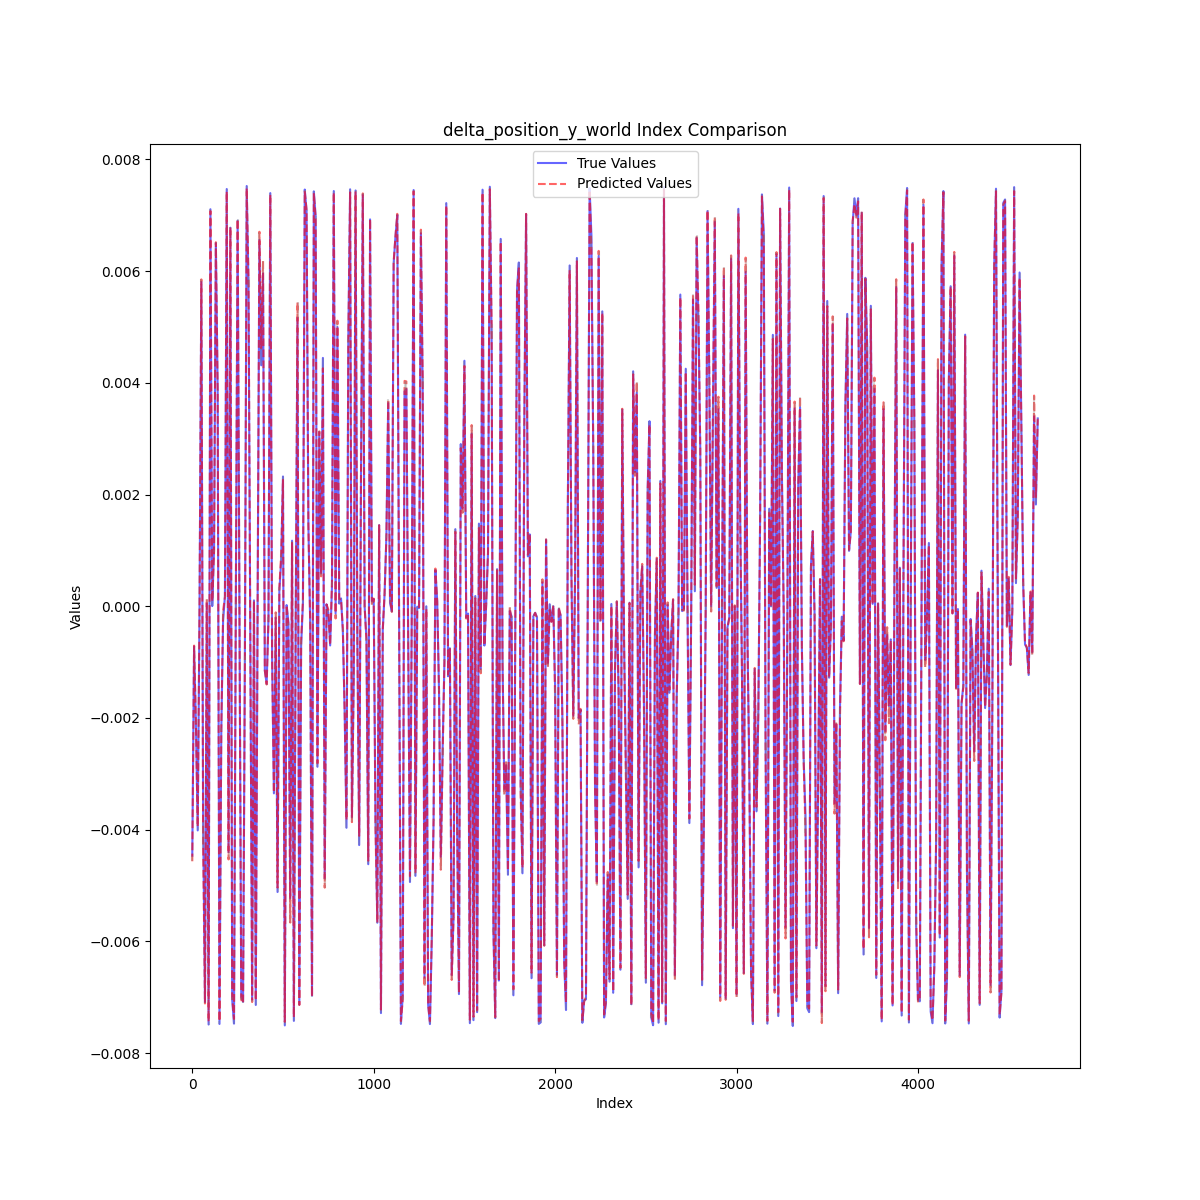 delta_position_y_world Index Comparison
True Values
Predicted Values
0.008
0.006
0.004
0.002
0.000
−0.002
−0.004
−0.006
−0.008
Values
0 1000 2000 3000 4000
Index